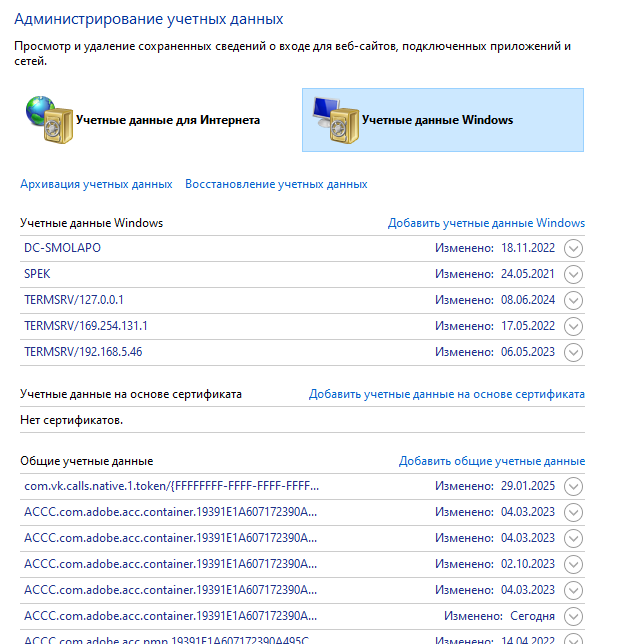 Администрирование учетных данных
Просмотр и удаление сохраненных сведений о входе для веб-сайтов, подключенных приложений и
сетей.
Учетные данные для Интернета
Учетные данные Windows
Архивация учетных данных Восстановление учетных данных
Учетные данные Windows Добавить учетные данные Windows
DC-SMOLAPO Изменено: 18.11.2022
SPEK Изменено: 24.05.2021
TERMSRV/127.0.0.1 Изменено: 08.06.2024
TERMSRV/169.254.131.1 Изменено: 17.05.2022
TERMSRV/192.168.5.46 Изменено: 06.05.2023
Учетные данные на основе сертификата Добавить учетные данные на основе сертификата
Нет сертификатов.
Общие учетные данные Добавить общие учетные данные
com.vk.calls.native.1.token/{FFFFFFFF-FFFF-FFFF-FFFF... Изменено: 29.01.2025
ACCC.com.adobe.acc.container.19391E1A607172390A... Изменено: 04.03.2023
ACCC.com.adobe.acc.container.19391E1A607172390A... Изменено: 04.03.2023
ACCC.com.adobe.acc.container.19391E1A607172390A... Изменено: 02.10.2023
ACCC.com.adobe.acc.container.19391E1A607172390A... Изменено: 04.03.2023
ACCC.com.adobe.acc.container.19391E1A607172390A... Изменено: Сегодня
ACCC.com.adobe.acc.nmp.19391E1A607172390A495C... Изменено: 14.04.2022